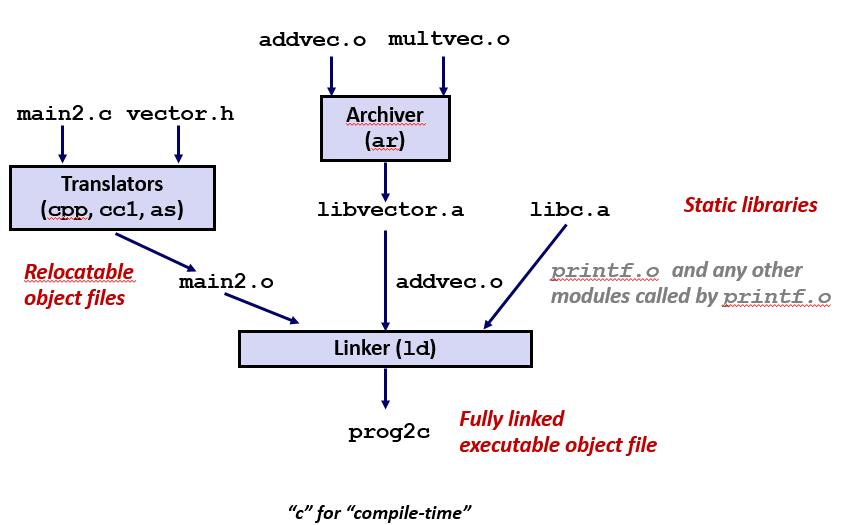 addvec.o multvec.o
main2.c vector.h
Archiver
(ar)
Translators
(cpp, cc1, as)
libvector.a
libc.a
Static libraries
Relocatable
object files
main2.o
addvec.o
printf.o and any other
modules called by printf.o
Linker (ld)
prog2c
Fully linked
executable object file
“c” for “compile-time”